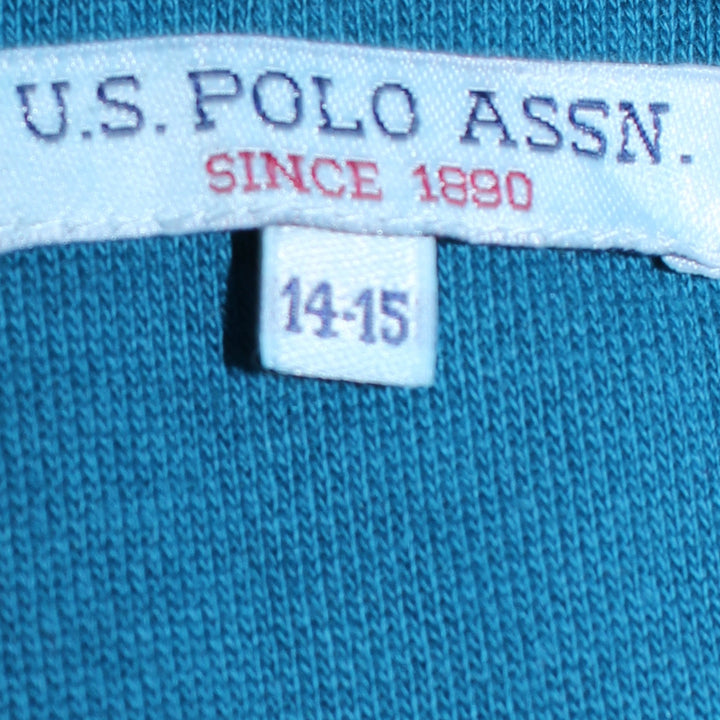 U.S. POLO ASSN.
SINCE 1890
14-15